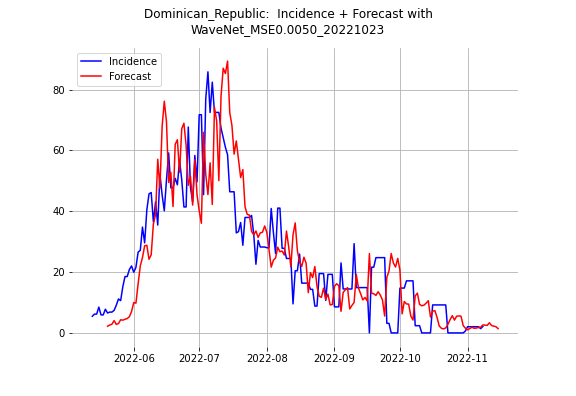 Dominican_Republic:  Incidence + Forecast with
WaveNet_MSE0.0050_20221023
Incidence
Forecast
80
60
40
20
0
2022-06 2022-07 2022-08 2022-09 2022-10 2022-11